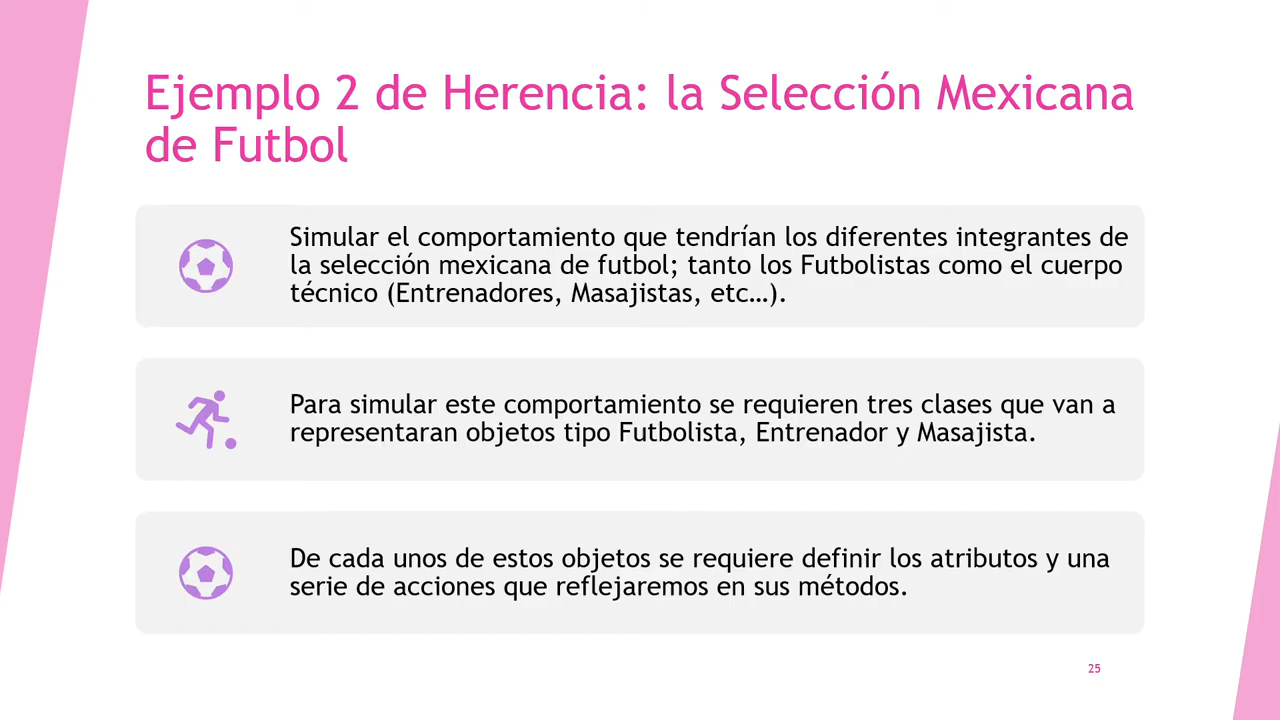 Ejemplo 2 de Herencia: la Selección Mexicana
de Futbol
Simular el comportamiento que tendrían los diferentes integrantes de
la selección mexicana de futbol; tanto los Futbolistas como el cuerpo
técnico (Entrenadores, Masajistas, etc…).
Para simular este comportamiento se requieren tres clases que van a
representaran objetos tipo Futbolista, Entrenador y Masajista.
De cada unos de estos objetos se requiere definir los atributos y una
serie de acciones que reflejaremos en sus métodos.
25